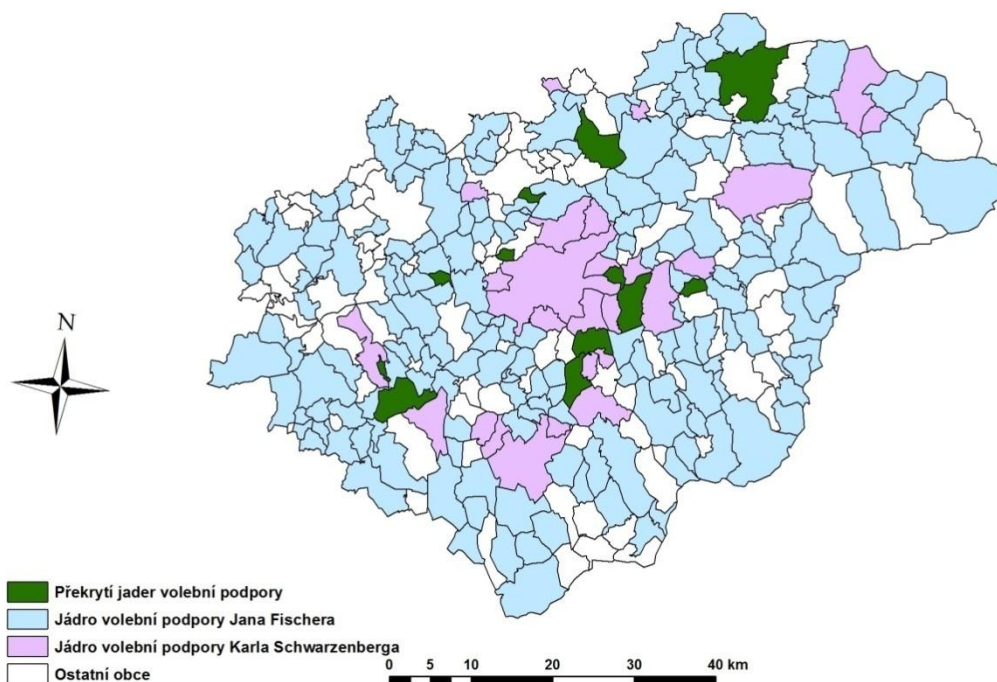 N
Překrytí jader volební podpory
Jádro volební podpory Jana Fischera
Jádro volební podpory Karla Schwarzenberga
Ostatní obce
0 5 10 20 30 40 km